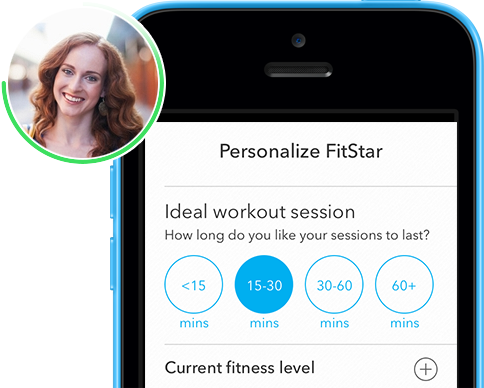 Personalize FitStar
Ideal workout session
How long do you like your sessions to last?
<15 15-30 30-60 60+
mins mins mins mins
Current fitness level